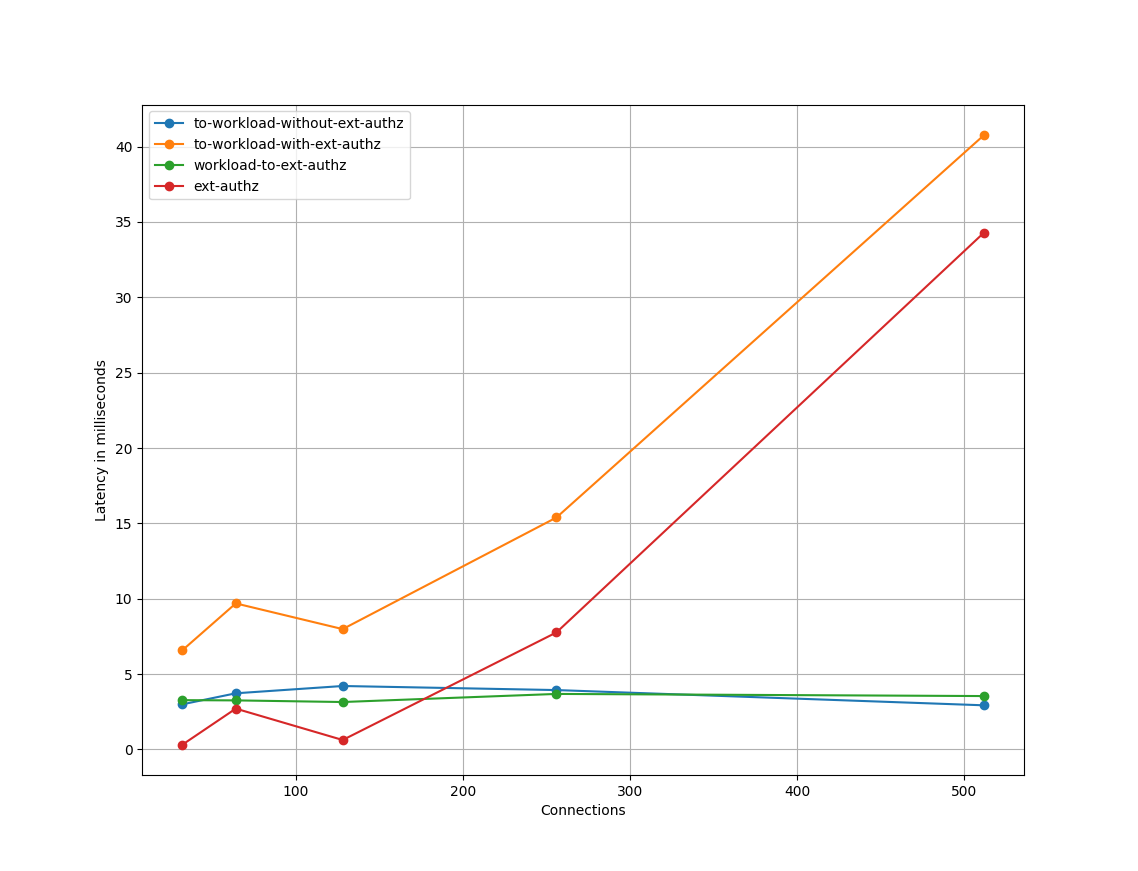 to-workload-without-ext-authz
to-workload-with-ext-authz
workload-to-ext-authz
ext-authz
40
35
30
25
20
15
10
5
0
Latency in milliseconds
100 200 300 400 500
Connections